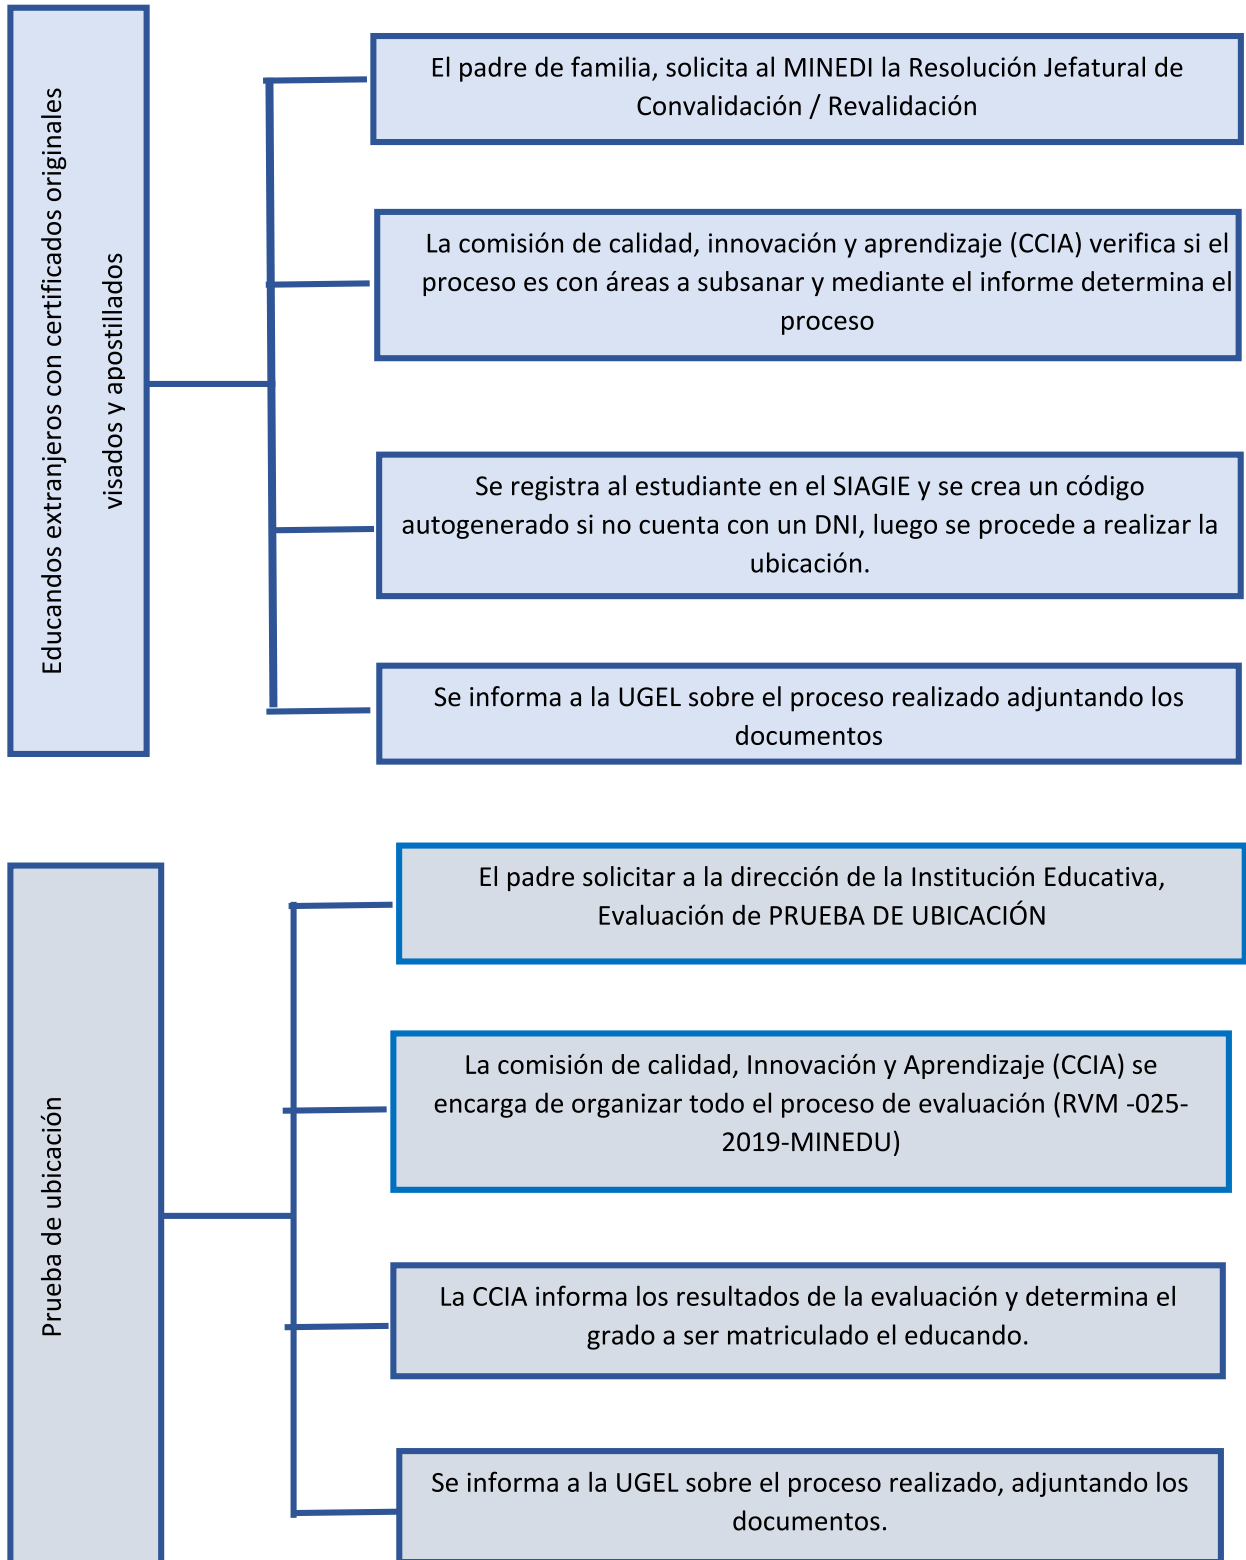 Educandos extranjeros con certificados originales
visados y apostillados
El padre de familia, solicita al MINEDI la Resolución Jefatural de
Convalidación / Revalidación
La comisión de calidad, innovación y aprendizaje (CCIA) verifica si el
proceso es con áreas a subsanar y mediante el informe determina el
proceso
Se registra al estudiante en el SIAGIE y se crea un código
autogenerado si no cuenta con un DNI, luego se procede a realizar la
ubicación.
Se informa a la UGEL sobre el proceso realizado adjuntando los
documentos
Prueba de ubicación
El padre solicitar a la dirección de la Institución Educativa,
Evaluación de PRUEBA DE UBICACIÓN
La comisión de calidad, Innovación y Aprendizaje (CCIA) se
encarga de organizar todo el proceso de evaluación (RVM -025-
2019-MINEDU)
La CCIA informa los resultados de la evaluación y determina el
grado a ser matriculado el educando.
Se informa a la UGEL sobre el proceso realizado, adjuntando los
documentos.